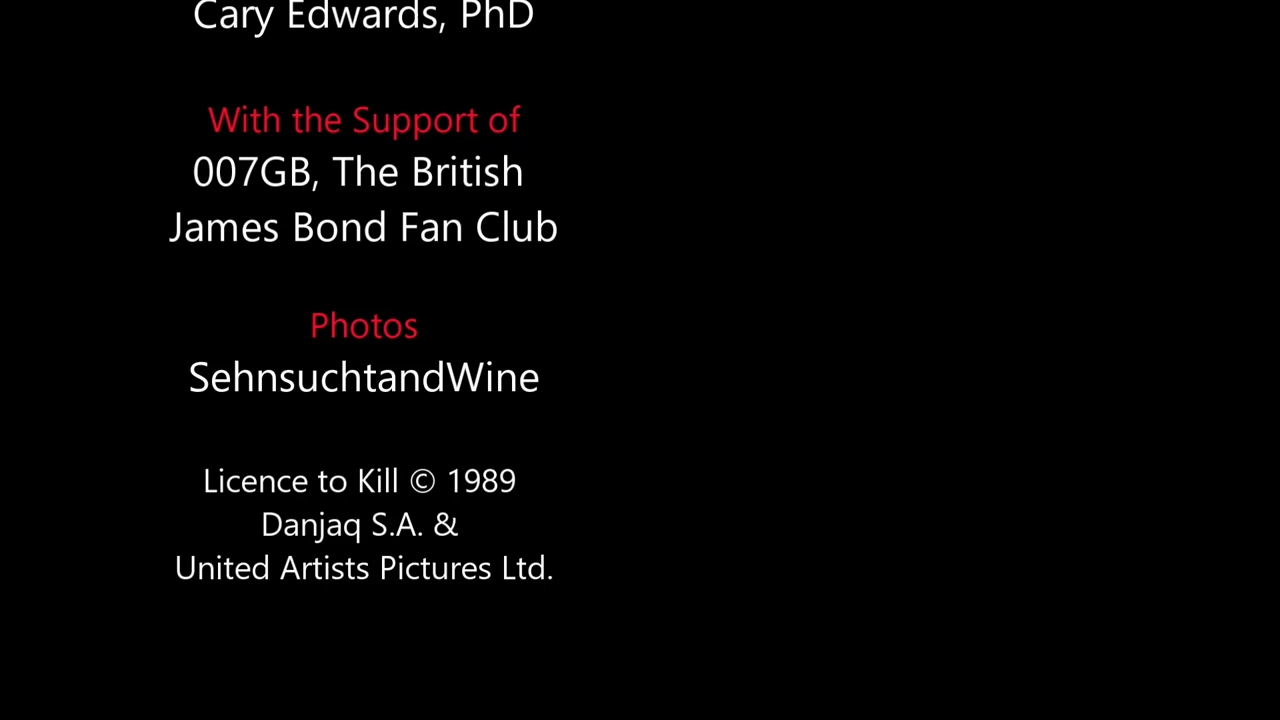 Cary Edwards, PhD
With the Support of
007GB, The British
James Bond Fan Club
Photos
SehnsuchtandWine
Licence to Kill © 1989
Danjaq S.A. &
United Artists Pictures Ltd.